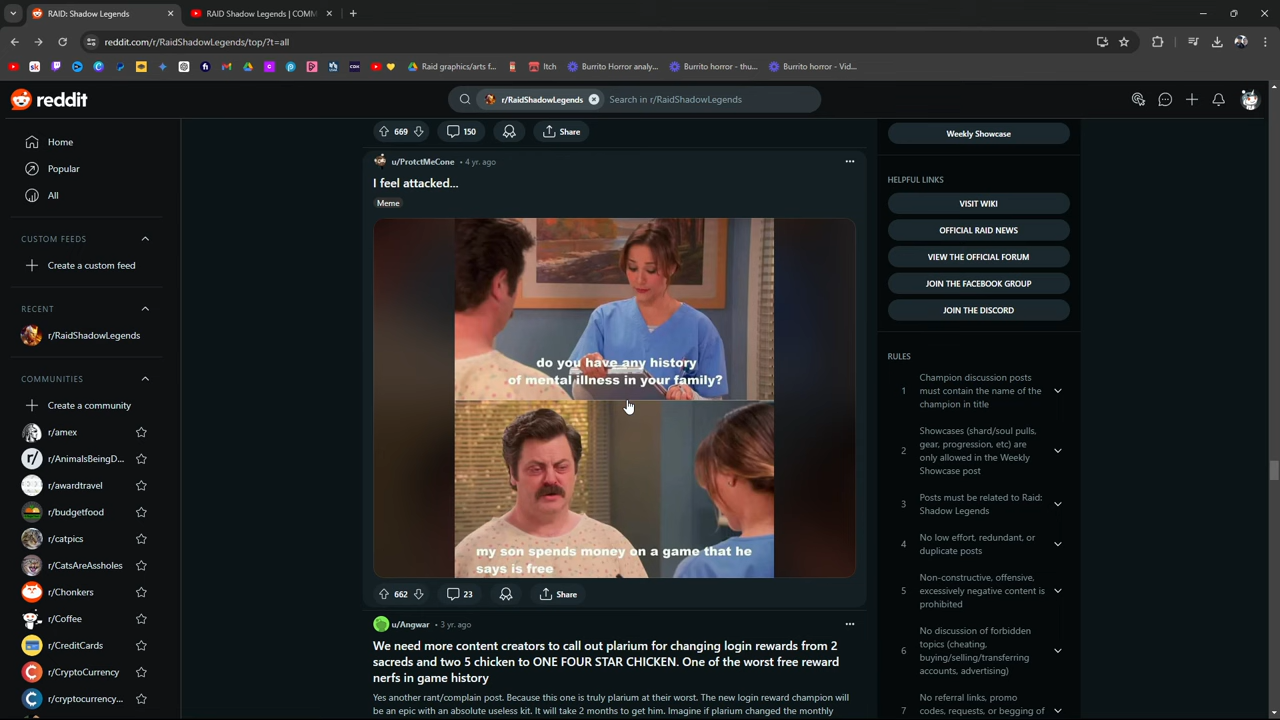 RAID: Shadow Legends
RAID Shadow Legends | COMM
reddit.com/r/RaidShadowLegends/top/?t=all
Raid graphics/arts f...
Itch
Burrito Horror analy...
Burrito horror - thu...
Burrito horror - Vid...
reddit
r/RaidShadowLegends
Search in r/RaidShadowLegends
Home
Popular
All
CUSTOM FEEDS
Create a custom feed
RECENT
r/RaidShadowLegends
COMMUNITIES
Create a community
r/amex
r/AnimalsBeingD...
r/awardtravel
r/budgetfood
r/catpics
r/CatsAreAssholes
r/Chonkers
r/Coffee
r/CreditCards
r/CryptoCurrency
r/cryptocurrency...
669
150
Share
u/ProtctMeCone • 4 yr. ago
I feel attacked...
Meme
do you have any history
of mental illness in your family?
my son spends money on a game that he
says is free
662
23
Share
u/Angwar • 3 yr. ago
We need more content creators to call out plarium for changing login rewards from 2
sacreds and two 5 chicken to ONE FOUR STAR CHICKEN. One of the worst free reward
nerfs in game history
Yes another rant/complain post. Because this one is truly plarium at their worst. The new login reward champion will
be an epic with an absolute useless kit. It will take 2 months to get him. Imagine if plarium changed the monthly
Weekly Showcase
HELPFUL LINKS
VISIT WIKI
OFFICIAL RAID NEWS
VIEW THE OFFICIAL FORUM
JOIN THE FACEBOOK GROUP
JOIN THE DISCORD
RULES
1
Champion discussion posts
must contain the name of the
champion in title
2
Showcases (shard/soul pulls,
gear, progression, etc) are
only allowed in the Weekly
Showcase post
3
Posts must be related to Raid:
Shadow Legends
4
No low effort, redundant, or
duplicate posts
5
Non-constructive, offensive,
excessively negative content is
prohibited
6
No discussion of forbidden
topics (cheating,
buying/selling/transferring
accounts, advertising)
7
No referral links, promo
codes, requests, or begging of